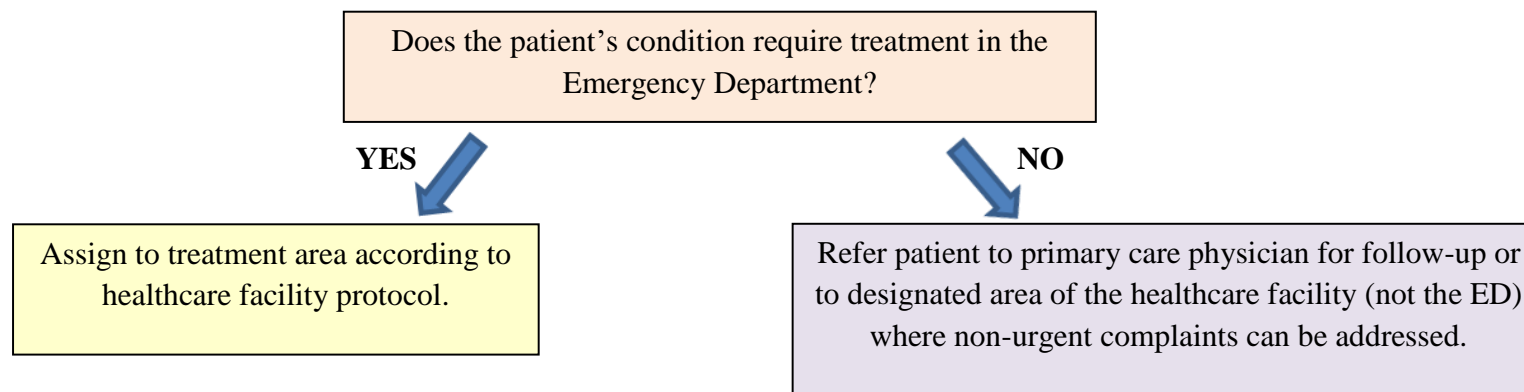 Does the patient’s condition require treatment in the
Emergency Department?
YES
NO
Assign to treatment area according to
healthcare facility protocol.
Refer patient to primary care physician for follow-up or
to designated area of the healthcare facility (not the ED)
where non-urgent complaints can be addressed.